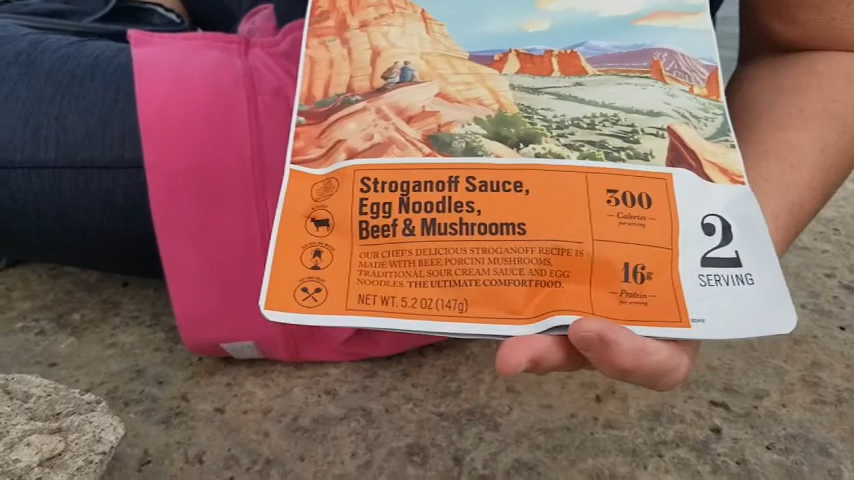 Stroganoff Sauce,
Egg Noodles,
Beef & Mushrooms
OUR CHEF'S DELICIOUS STROGANOFF RECIPE IS
MADE WITH BEEF, PORCINI MUSHROOMS,
TRADITIONAL SOUR CREAM SAUCE AND EGG
NOODLES. THE ULTIMATE COMFORT FOOD.
NET WT. 5.2 OZ (147g)
300
Calories
per serving
16g
Protein
per serving
2
SERVING